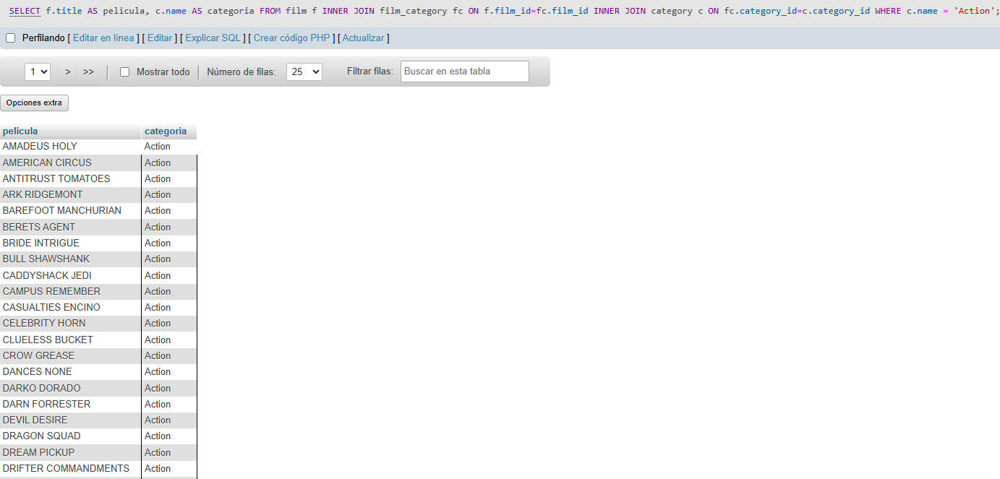 SELECT f.title AS pelicula, c.name AS categoria FROM film f INNER JOIN film_category fc ON f.film_id=fc.film_id INNER JOIN category c ON fc.category_id=c.category_id WHERE c.name = 'Action';
Perfilando [ Editar en línea ] [ Editar ] [ Explicar SQL ] [ Crear código PHP ] [ Actualizar ]
1 > >> Mostrar todo Número de filas: 25 Filtrar filas: Buscar en esta tabla
Opciones extra
pelicula categoria
AMADEUS HOLY Action
AMERICAN CIRCUS Action
ANTITRUST TOMATOES Action
ARK RIDGEMONT Action
BAREFOOT MANCHURIAN Action
BERETS AGENT Action
BRIDE INTRIGUE Action
BULL SHAWSHANK Action
CADDYSHACK JEDI Action
CAMPUS REMEMBER Action
CASUALTIES ENCINO Action
CELEBRITY HORN Action
CLUELESS BUCKET Action
CROW GREASE Action
DANCES NONE Action
DARKO DORADO Action
DARN FORRESTER Action
DEVIL DESIRE Action
DRAGON SQUAD Action
DREAM PICKUP Action
DRIFTER COMMANDMENTS Action